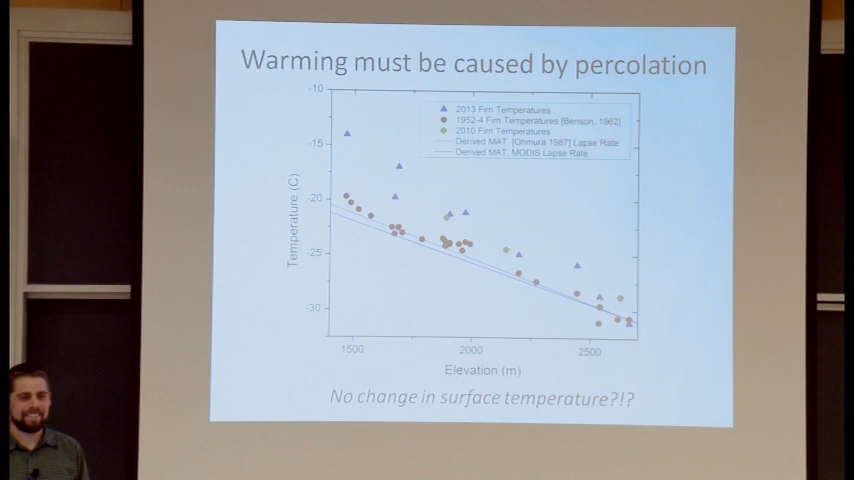 Warming must be caused by percolation
2013 Firn Temperatures
1952-4 Firn Temperatures [Benson, 1962]
2010 Firn Temperatures
Derived MAT, [Ohmura 1987] Lapse Rate
Derived MAT, MODIS Lapse Rate
-10
-15
-20
-25
-30
Temperature (C)
1500 2000 2500
Elevation (m)
No change in surface temperature?!?